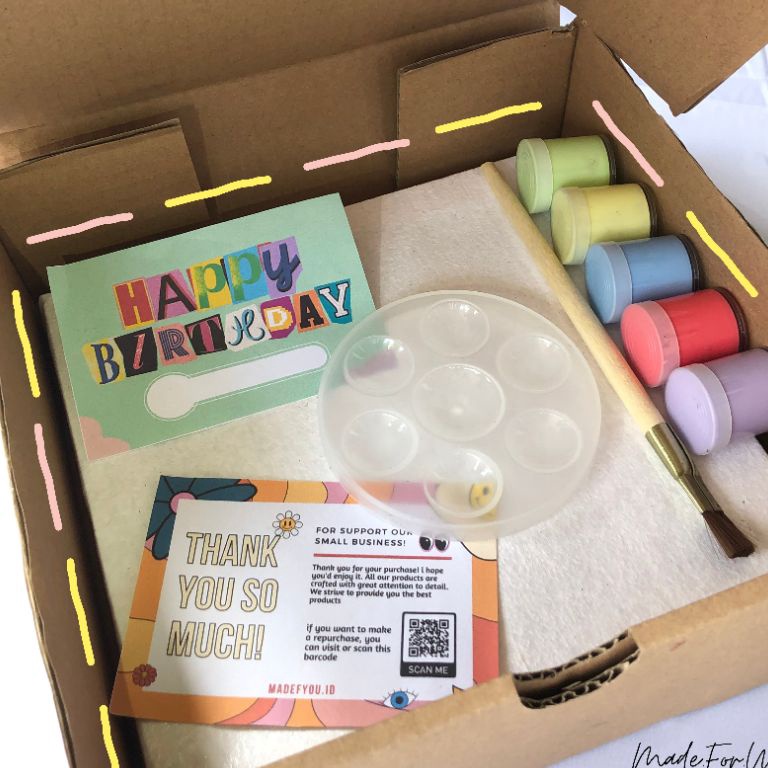 HAPPY
BIRTHDAY
THANK
YOU SO
MUCH!
FOR SUPPORT OUR
SMALL BUSINESS!
Thank you for your purchase! I hope
you'd enjoy it. All our products are
crafted with great attention to detail.
We strive to provide you the best
products
if you want to make
a repurchase, you
can visit or scan this
barcode
SCAN ME
MADEFYOU.ID
MadeForU